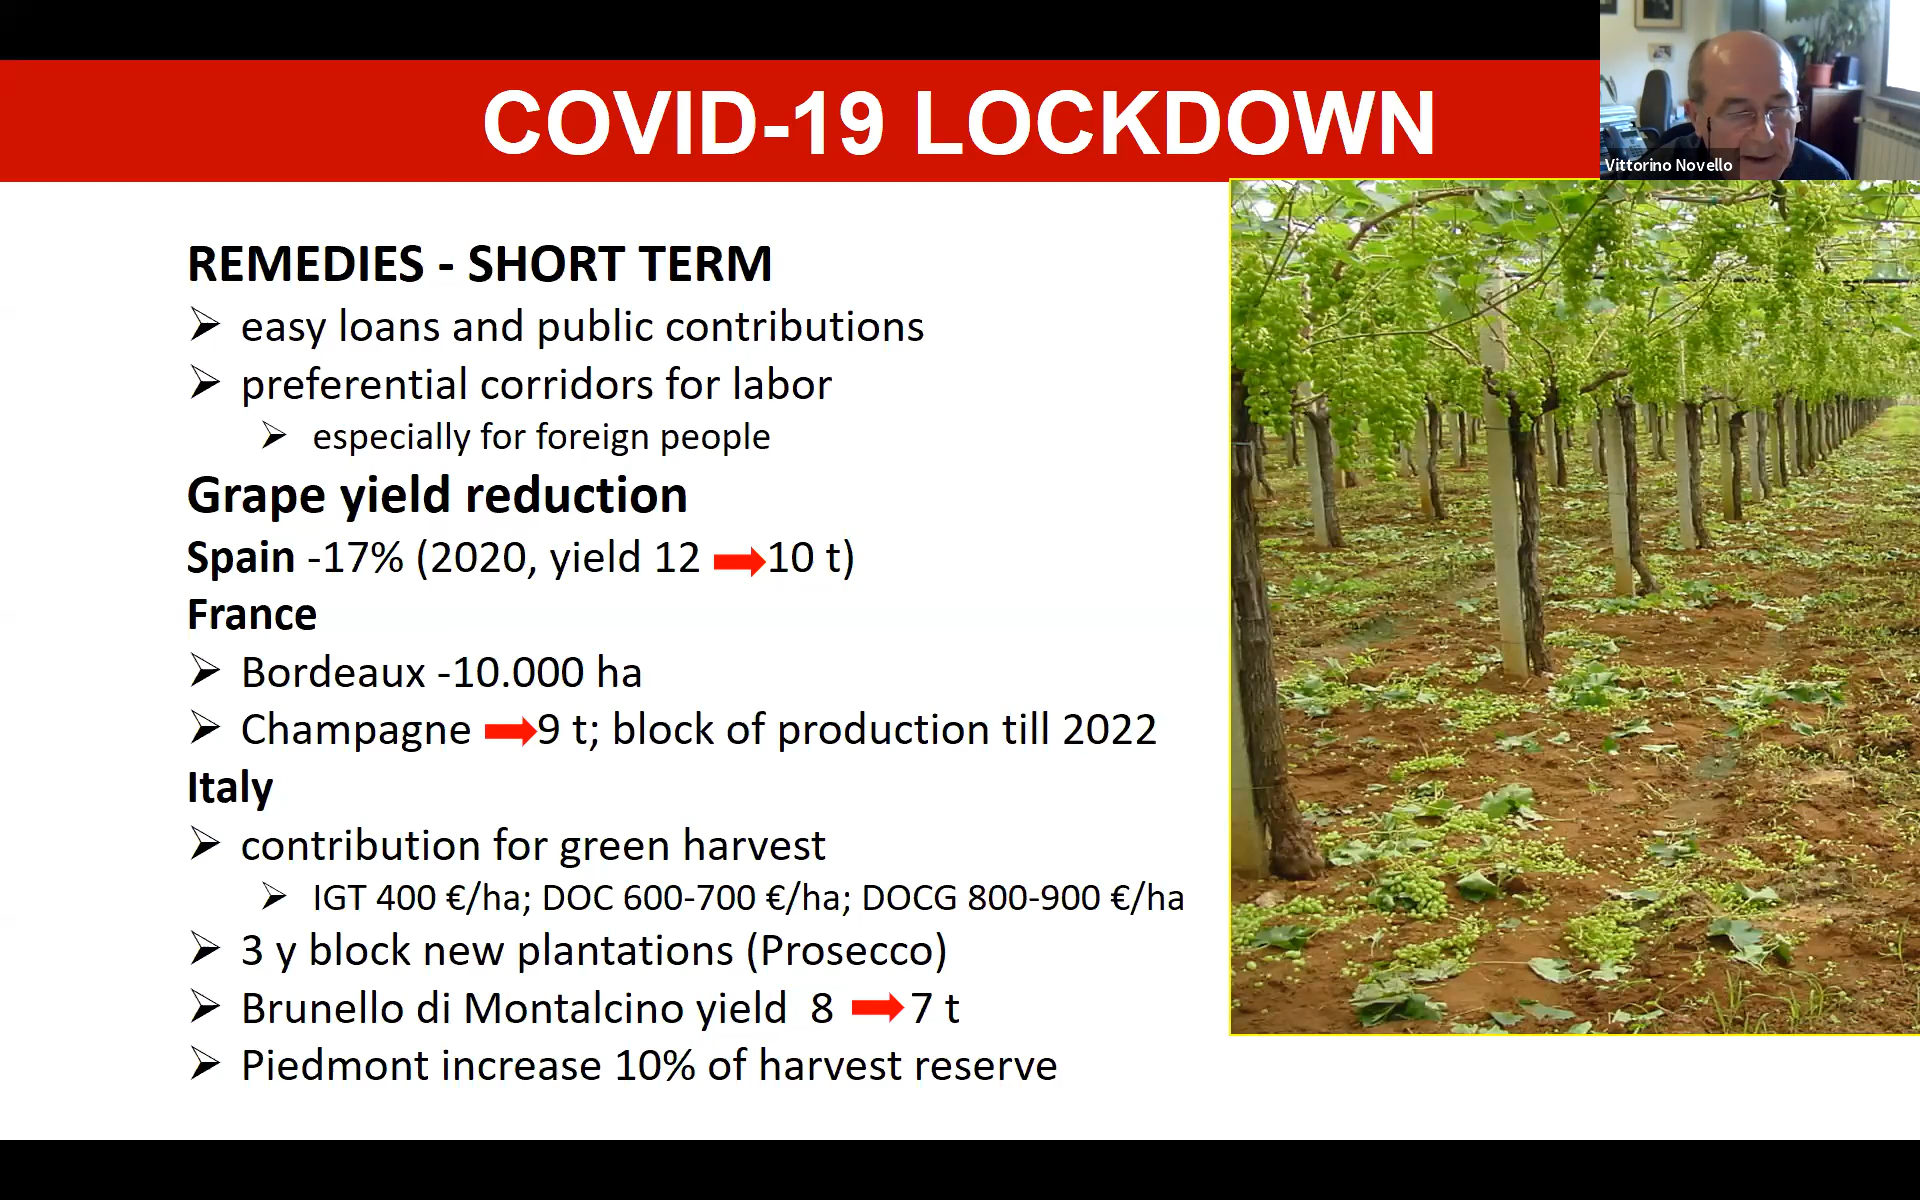 COVID-19 LOCKDOWN
Vittorino Novello
REMEDIES - SHORT TERM
easy loans and public contributions
preferential corridors for labor
especially for foreign people
Grape yield reduction
Spain -17% (2020, yield 12 10 t)
France
Bordeaux -10.000 ha
Champagne 9 t; block of production till 2022
Italy
contribution for green harvest
IGT 400 €/ha; DOC 600-700 €/ha; DOCG 800-900 €/ha
3 y block new plantations (Prosecco)
Brunello di Montalcino yield 8 7 t
Piedmont increase 10% of harvest reserve